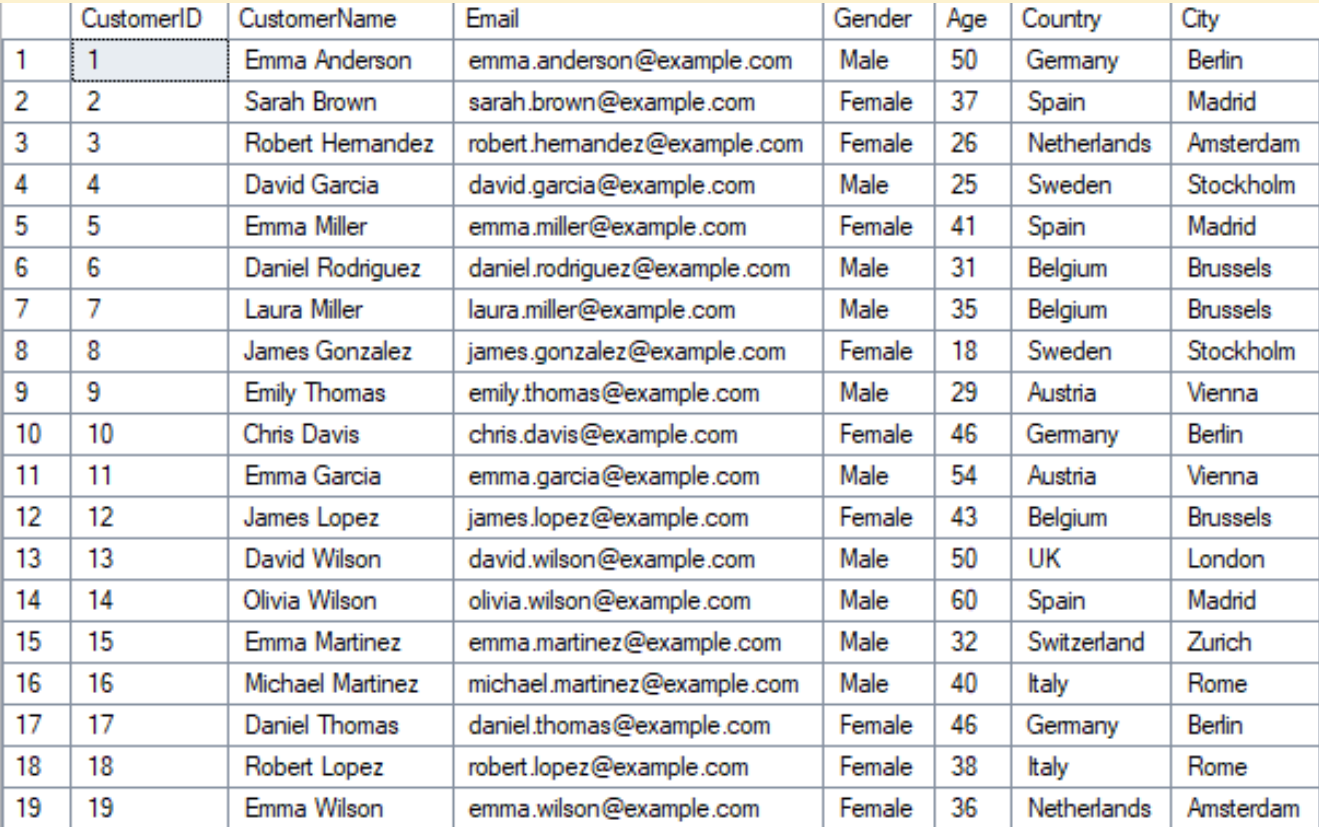 CustomerID CustomerName Email Gender Age Country City
1 1 Emma Anderson emma.anderson@example.com Male 50 Germany Berlin
2 2 Sarah Brown sarah.brown@example.com Female 37 Spain Madrid
3 3 Robert Hernandez robert.hernandez@example.com Female 26 Netherlands Amsterdam
4 4 David Garcia david.garcia@example.com Male 25 Sweden Stockholm
5 5 Emma Miller emma.miller@example.com Female 41 Spain Madrid
6 6 Daniel Rodriguez daniel.rodriguez@example.com Male 31 Belgium Brussels
7 7 Laura Miller laura.miller@example.com Male 35 Belgium Brussels
8 8 James Gonzalez james.gonzalez@example.com Female 18 Sweden Stockholm
9 9 Emily Thomas emily.thomas@example.com Male 29 Austria Vienna
10 10 Chris Davis chris.davis@example.com Female 46 Germany Berlin
11 11 Emma Garcia emma.garcia@example.com Male 54 Austria Vienna
12 12 James Lopez james.lopez@example.com Female 43 Belgium Brussels
13 13 David Wilson david.wilson@example.com Male 50 UK London
14 14 Olivia Wilson olivia.wilson@example.com Male 60 Spain Madrid
15 15 Emma Martinez emma.martinez@example.com Male 32 Switzerland Zurich
16 16 Michael Martinez michael.martinez@example.com Male 40 Italy Rome
17 17 Daniel Thomas daniel.thomas@example.com Female 46 Germany Berlin
18 18 Robert Lopez robert.lopez@example.com Female 38 Italy Rome
19 19 Emma Wilson emma.wilson@example.com Female 36 Netherlands Amsterdam